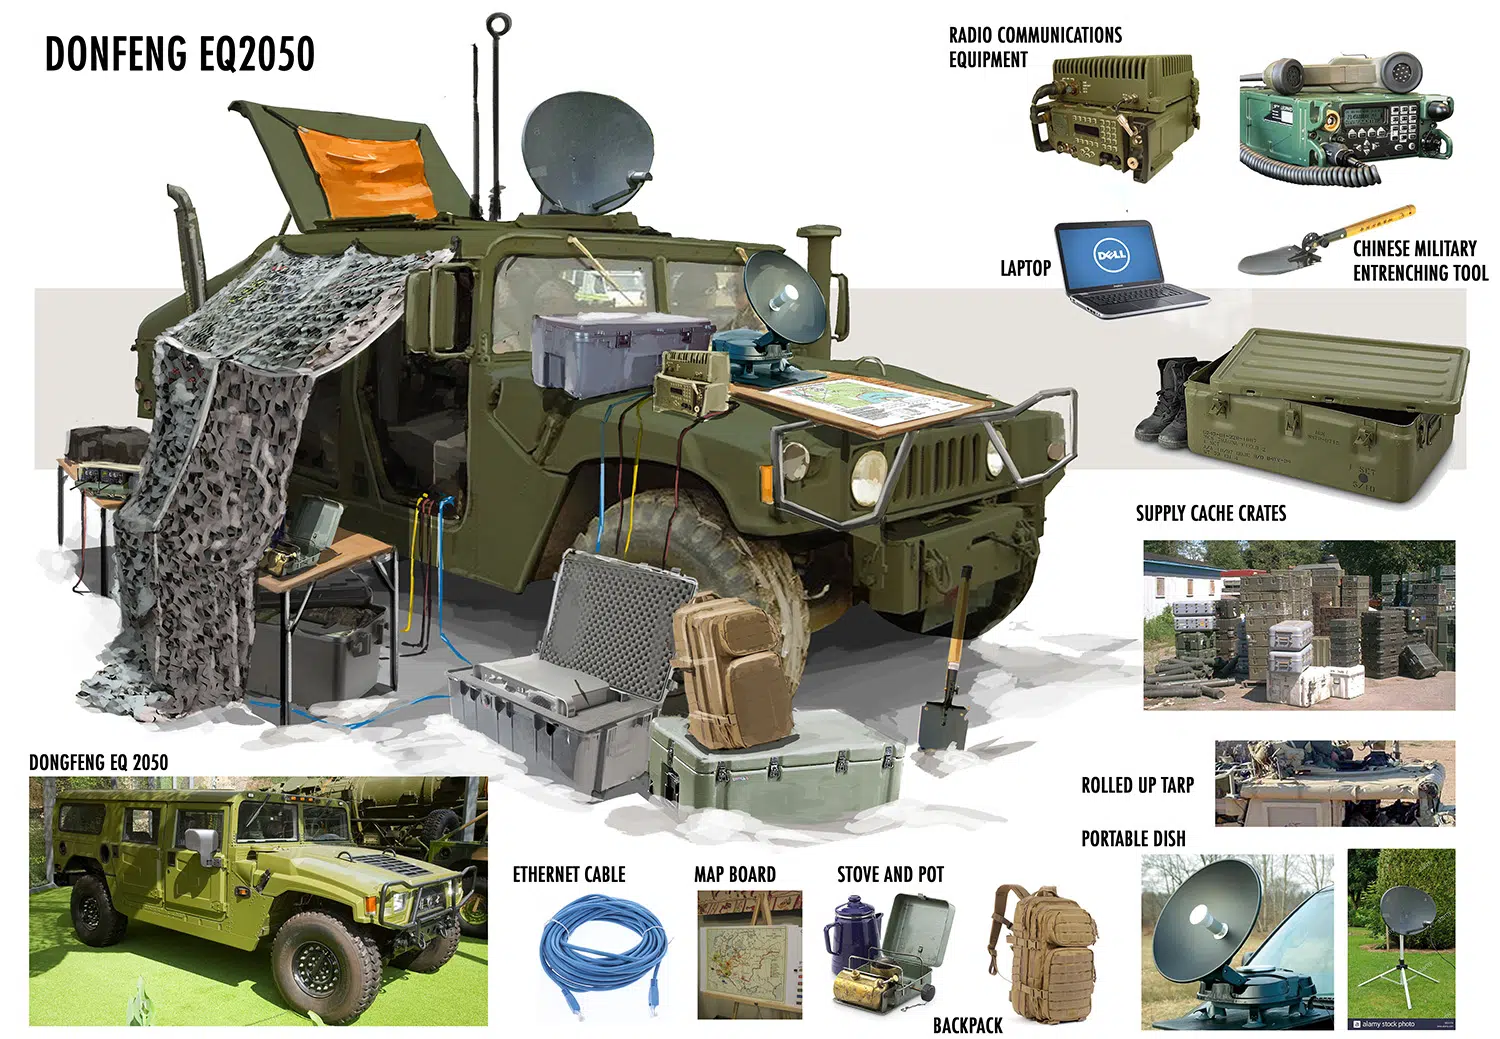 DONFENG EQ2050
RADIO COMMUNICATIONS
EQUIPMENT
LAPTOP
DELL
CHINESE MILITARY
ENTRENCHING TOOL
SUPPLY CACHE CRATES
ROLLED UP TARP
PORTABLE DISH
DONGFENG EQ 2050
ETHERNET CABLE
MAP BOARD
STOVE AND POT
BACKPACK
a alamy stock photo